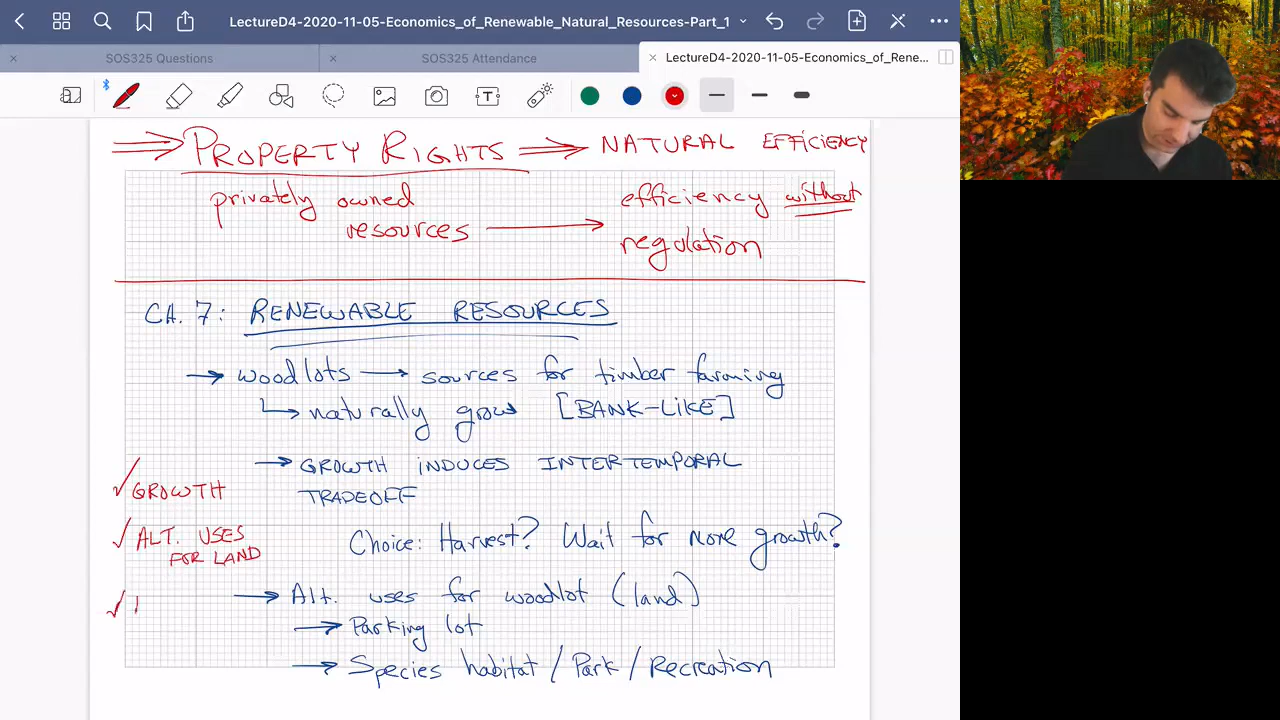 LectureD4-2020-11-05-Economics_of_Renewable_Natural_Resources-Part_1
SOS325 Questions
SOS325 Attendance
LectureD4-2020-11-05-Economics_of_Rene...
⇒ PROPERTY RIGHTS ⇒ NATURAL EFFICIENCY
privately owned
resources → efficiency without
regulation
CH. 7: RENEWABLE RESOURCES
→ woodlots → sources for timber farming
↳ naturally grow [BANK-LIKE]
→ GROWTH INDUCES INTERTEMPORAL
TRADEOFF
✓ GROWTH
✓ ALT. USES
FOR LAND
Choice: Harvest? Wait for more growth?
→ Alt. uses for woodlot (land)
✓
→ Parking lot
→ Species habitat / Park / Recreation